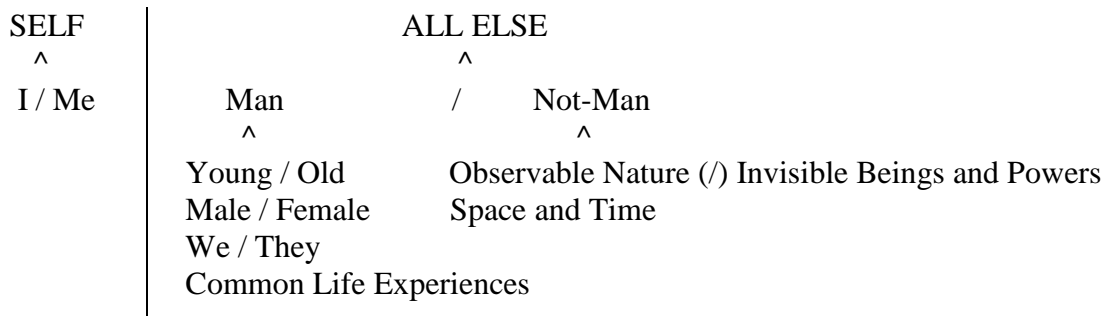 SELF ALL ELSE
^ ^
I / Me Man / Not-Man
^ ^
Young / Old Observable Nature (/) Invisible Beings and Powers
Male / Female Space and Time
We / They
Common Life Experiences